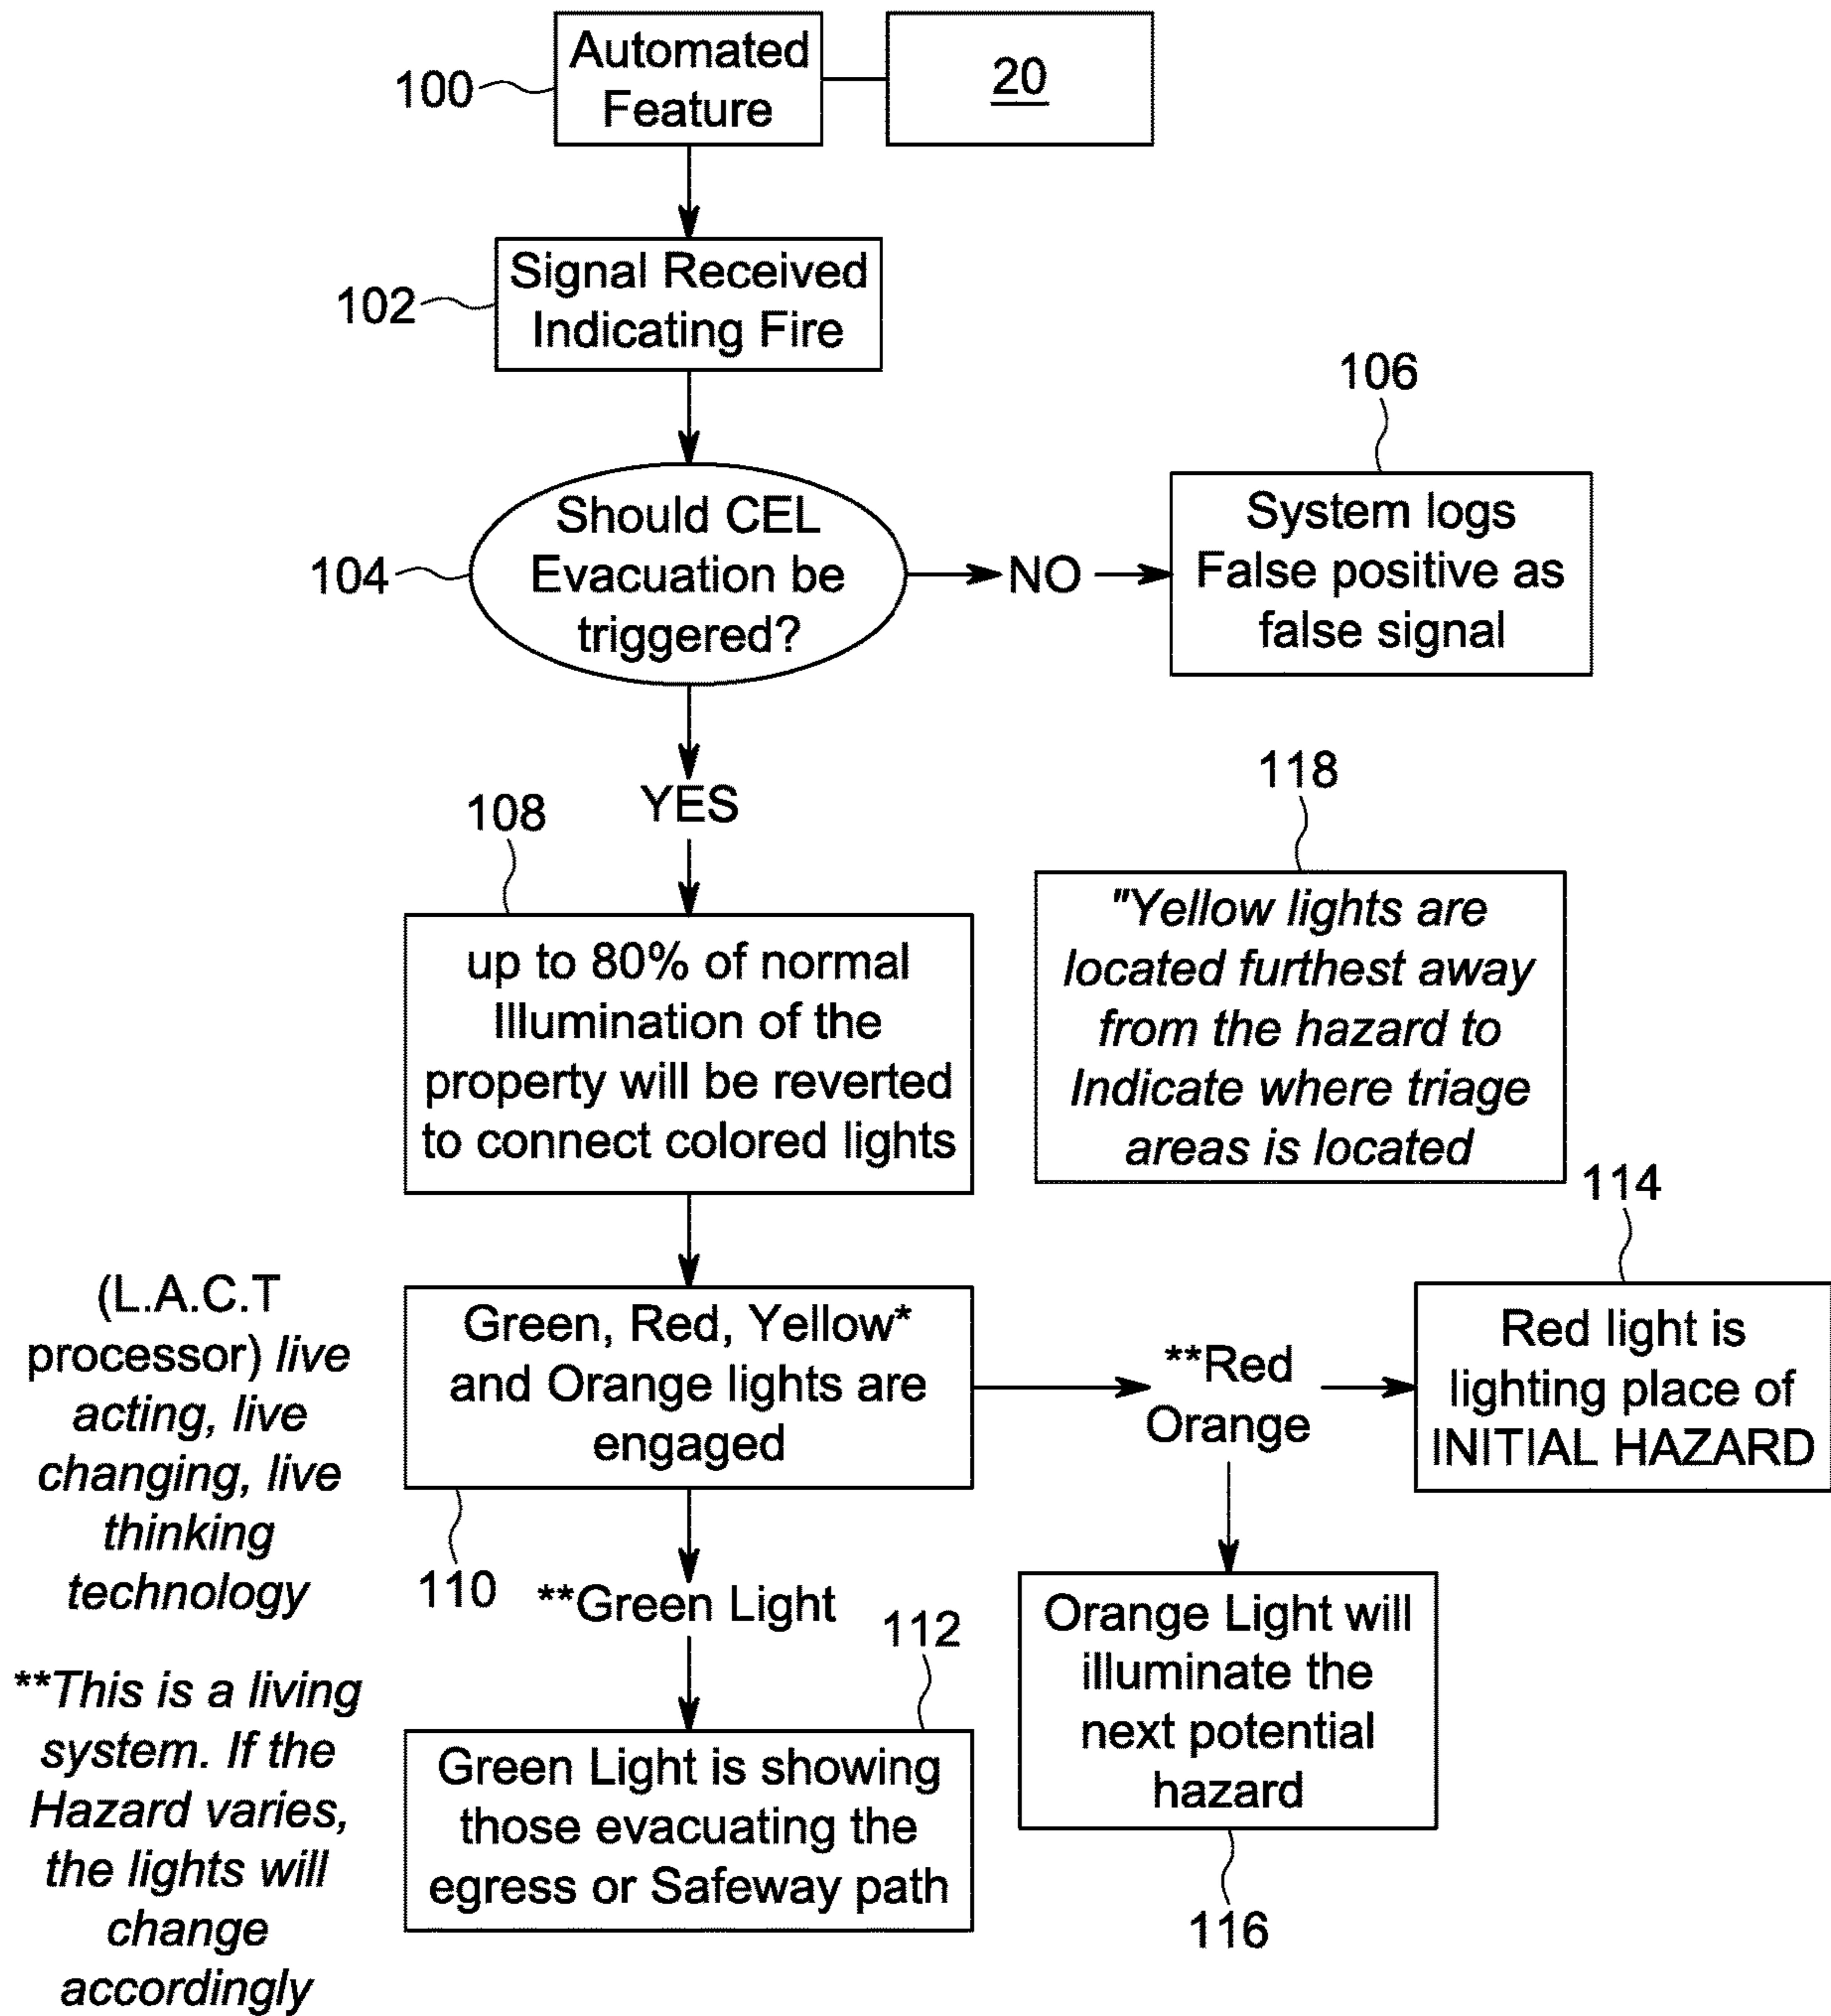 Automated
Feature
100
20
Signal Received
Indicating Fire
102
Should CEL
Evacuation be
triggered?
104
NO
106
System logs
False positive as
false signal
YES
108
up to 80% of normal
Illumination of the
property will be reverted
to connect colored lights
118
"Yellow lights are
located furthest away
from the hazard to
Indicate where triage
areas is located
(L.A.C.T
processor) live
acting, live
changing, live
thinking
technology
Green, Red, Yellow*
and Orange lights are
engaged
110
**Red
Orange
114
Red light is
lighting place of
INITIAL HAZARD
**Green Light
112
Green Light is showing
those evacuating the
egress or Safeway path
Orange Light will
illuminate the
next potential
hazard
116
**This is a living
system. If the
Hazard varies,
the lights will
change
accordingly